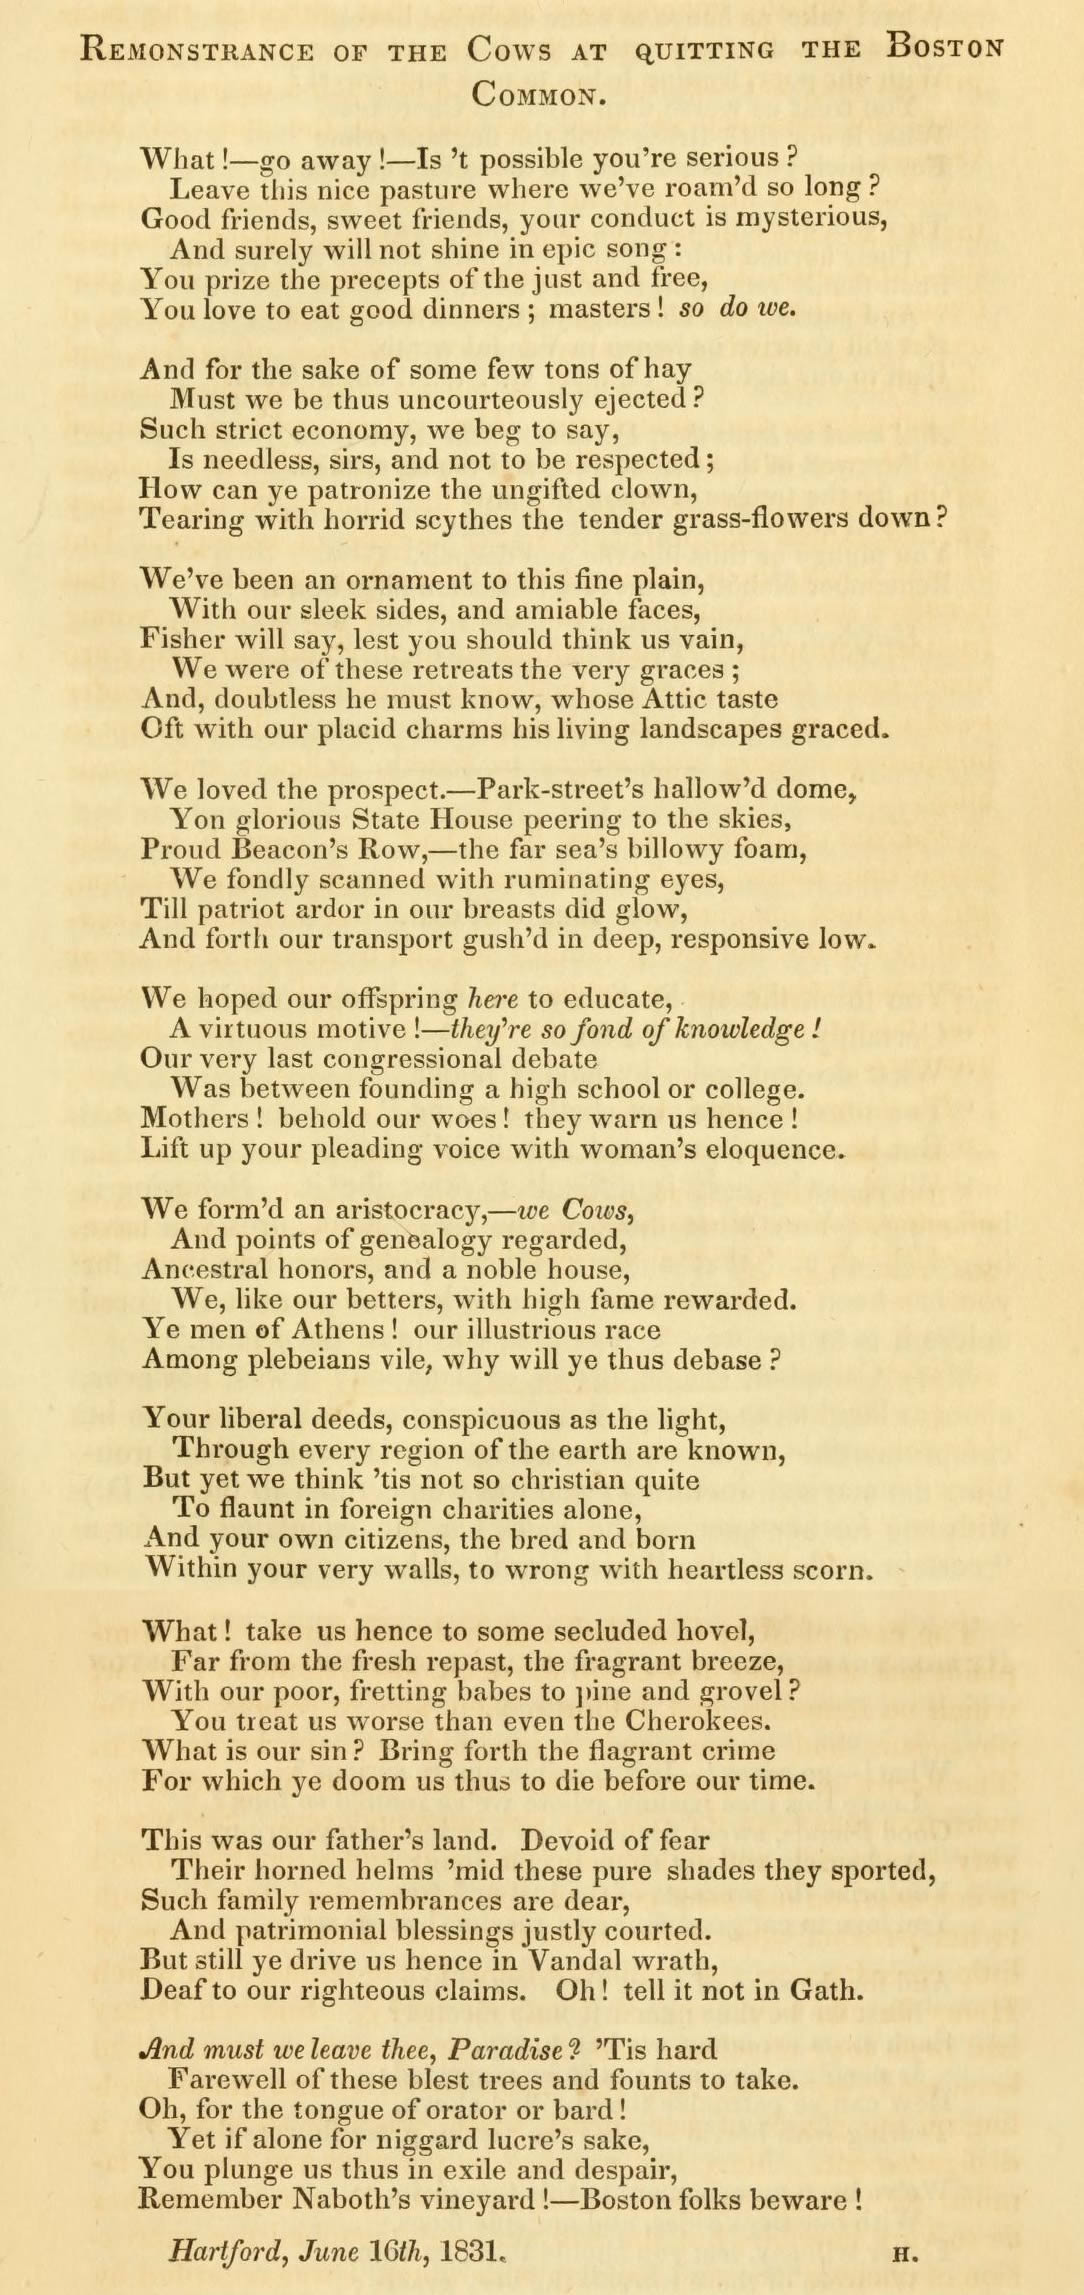 REMONSTRANCE OF THE COWS AT QUITTING THE BOSTON
COMMON.
What!—go away!—Is 't possible you're serious?
Leave this nice pasture where we've roam'd so long?
Good friends, sweet friends, your conduct is mysterious,
And surely will not shine in epic song:
You prize the precepts of the just and free,
You love to eat good dinners; masters! so do we.
And for the sake of some few tons of hay
Must we be thus uncourteously ejected?
Such strict economy, we beg to say,
Is needless, sirs, and not to be respected;
How can ye patronize the ungifted clown,
Tearing with horrid scythes the tender grass-flowers down?
We've been an ornament to this fine plain,
With our sleek sides, and amiable faces,
Fisher will say, lest you should think us vain,
We were of these retreats the very graces;
And, doubtless he must know, whose Attic taste
Oft with our placid charms his living landscapes graced.
We loved the prospect.—Park-street's hallow'd dome,
Yon glorious State House peering to the skies,
Proud Beacon's Row,—the far sea's billowy foam,
We fondly scanned with ruminating eyes,
Till patriot ardor in our breasts did glow,
And forth our transport gush'd in deep, responsive low.
We hoped our offspring here to educate,
A virtuous motive!—they're so fond of knowledge!
Our very last congressional debate
Was between founding a high school or college.
Mothers! behold our woes! they warn us hence!
Lift up your pleading voice with woman's eloquence.
We form'd an aristocracy,—we Cows,
And points of genealogy regarded,
Ancestral honors, and a noble house,
We, like our betters, with high fame rewarded.
Ye men of Athens! our illustrious race
Among plebeians vile, why will ye thus debase?
Your liberal deeds, conspicuous as the light,
Through every region of the earth are known,
But yet we think 'tis not so christian quite
To flaunt in foreign charities alone,
And your own citizens, the bred and born
Within your very walls, to wrong with heartless scorn.
What! take us hence to some secluded hovel,
Far from the fresh repast, the fragrant breeze,
With our poor, fretting babes to pine and grovel?
You treat us worse than even the Cherokees.
What is our sin? Bring forth the flagrant crime
For which ye doom us thus to die before our time.
This was our father's land. Devoid of fear
Their horned helms 'mid these pure shades they sported,
Such family remembrances are dear,
And patrimonial blessings justly courted.
But still ye drive us hence in Vandal wrath,
Deaf to our righteous claims. Oh! tell it not in Gath.
And must we leave thee, Paradise? 'Tis hard
Farewell of these blest trees and founts to take.
Oh, for the tongue of orator or bard!
Yet if alone for niggard lucre's sake,
You plunge us thus in exile and despair,
Remember Naboth's vineyard!—Boston folks beware!
Hartford, June 16th, 1831. H.